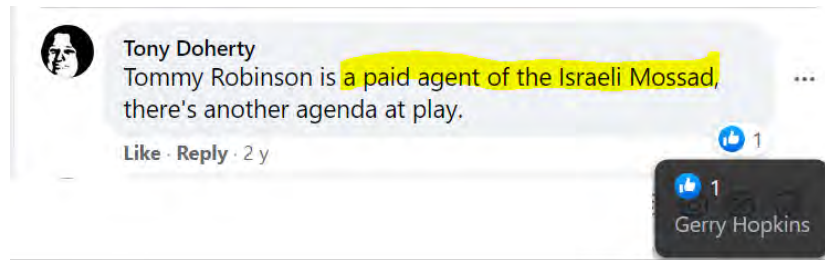 Tony Doherty
Tommy Robinson is a paid agent of the Israeli Mossad,
there's another agenda at play.
Like · Reply · 2 y
1
1
Gerry Hopkins